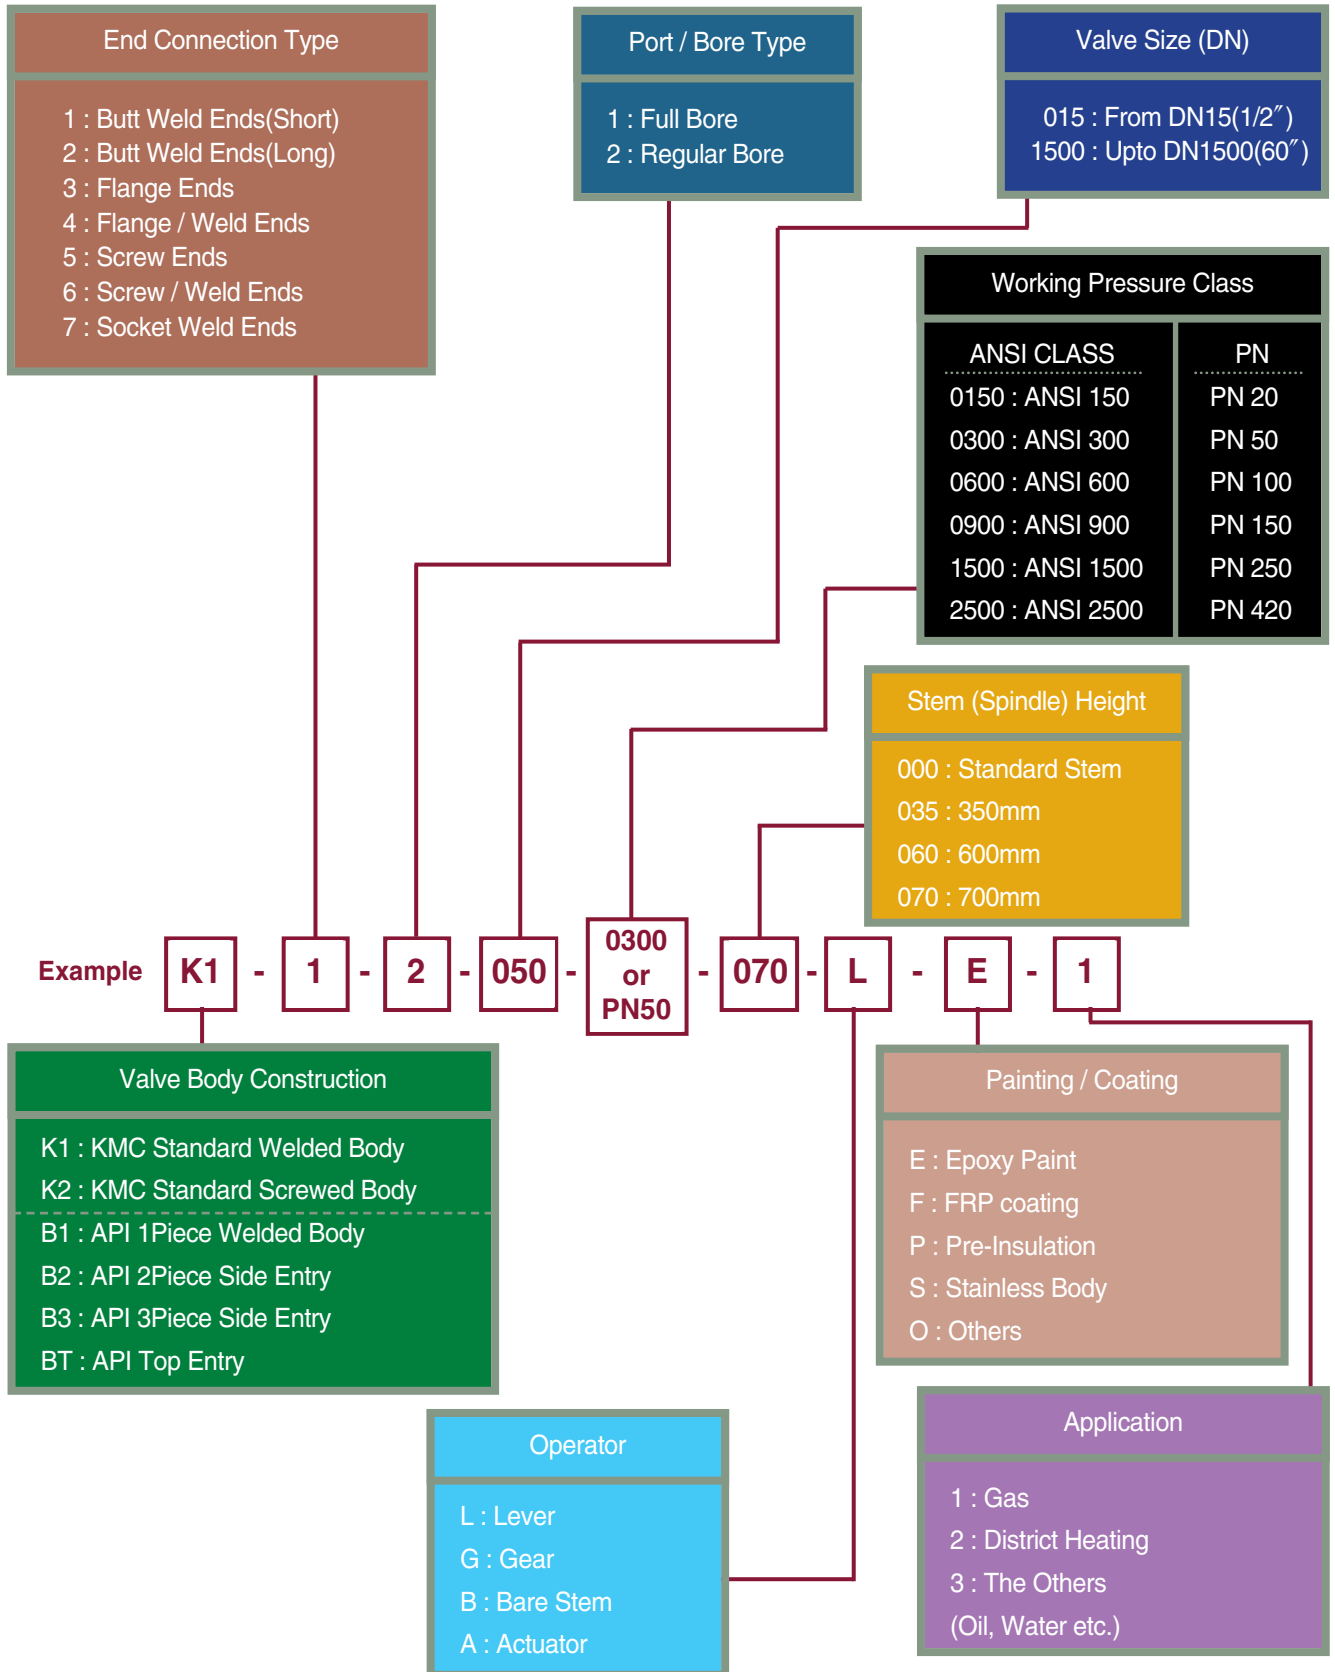 End Connection Type
1 : Butt Weld Ends(Short)
2 : Butt Weld Ends(Long)
3 : Flange Ends
4 : Flange / Weld Ends
5 : Screw Ends
6 : Screw / Weld Ends
7 : Socket Weld Ends
Port / Bore Type
1 : Full Bore
2 : Regular Bore
Valve Size (DN)
015 : From DN15(1/2˝)
1500 : Upto DN1500(60˝)
Working Pressure Class
ANSI CLASS PN
0150 : ANSI 150 PN 20
0300 : ANSI 300 PN 50
0600 : ANSI 600 PN 100
0900 : ANSI 900 PN 150
1500 : ANSI 1500 PN 250
2500 : ANSI 2500 PN 420
Stem (Spindle) Height
000 : Standard Stem
035 : 350mm
060 : 600mm
070 : 700mm
Example K1 - 1 - 2 - 050 - 0300 or PN50 - 070 - L - E - 1
Valve Body Construction
K1 : KMC Standard Welded Body
K2 : KMC Standard Screwed Body
B1 : API 1Piece Welded Body
B2 : API 2Piece Side Entry
B3 : API 3Piece Side Entry
BT : API Top Entry
Painting / Coating
E : Epoxy Paint
F : FRP coating
P : Pre-Insulation
S : Stainless Body
O : Others
Operator
L : Lever
G : Gear
B : Bare Stem
A : Actuator
Application
1 : Gas
2 : District Heating
3 : The Others
(Oil, Water etc.)